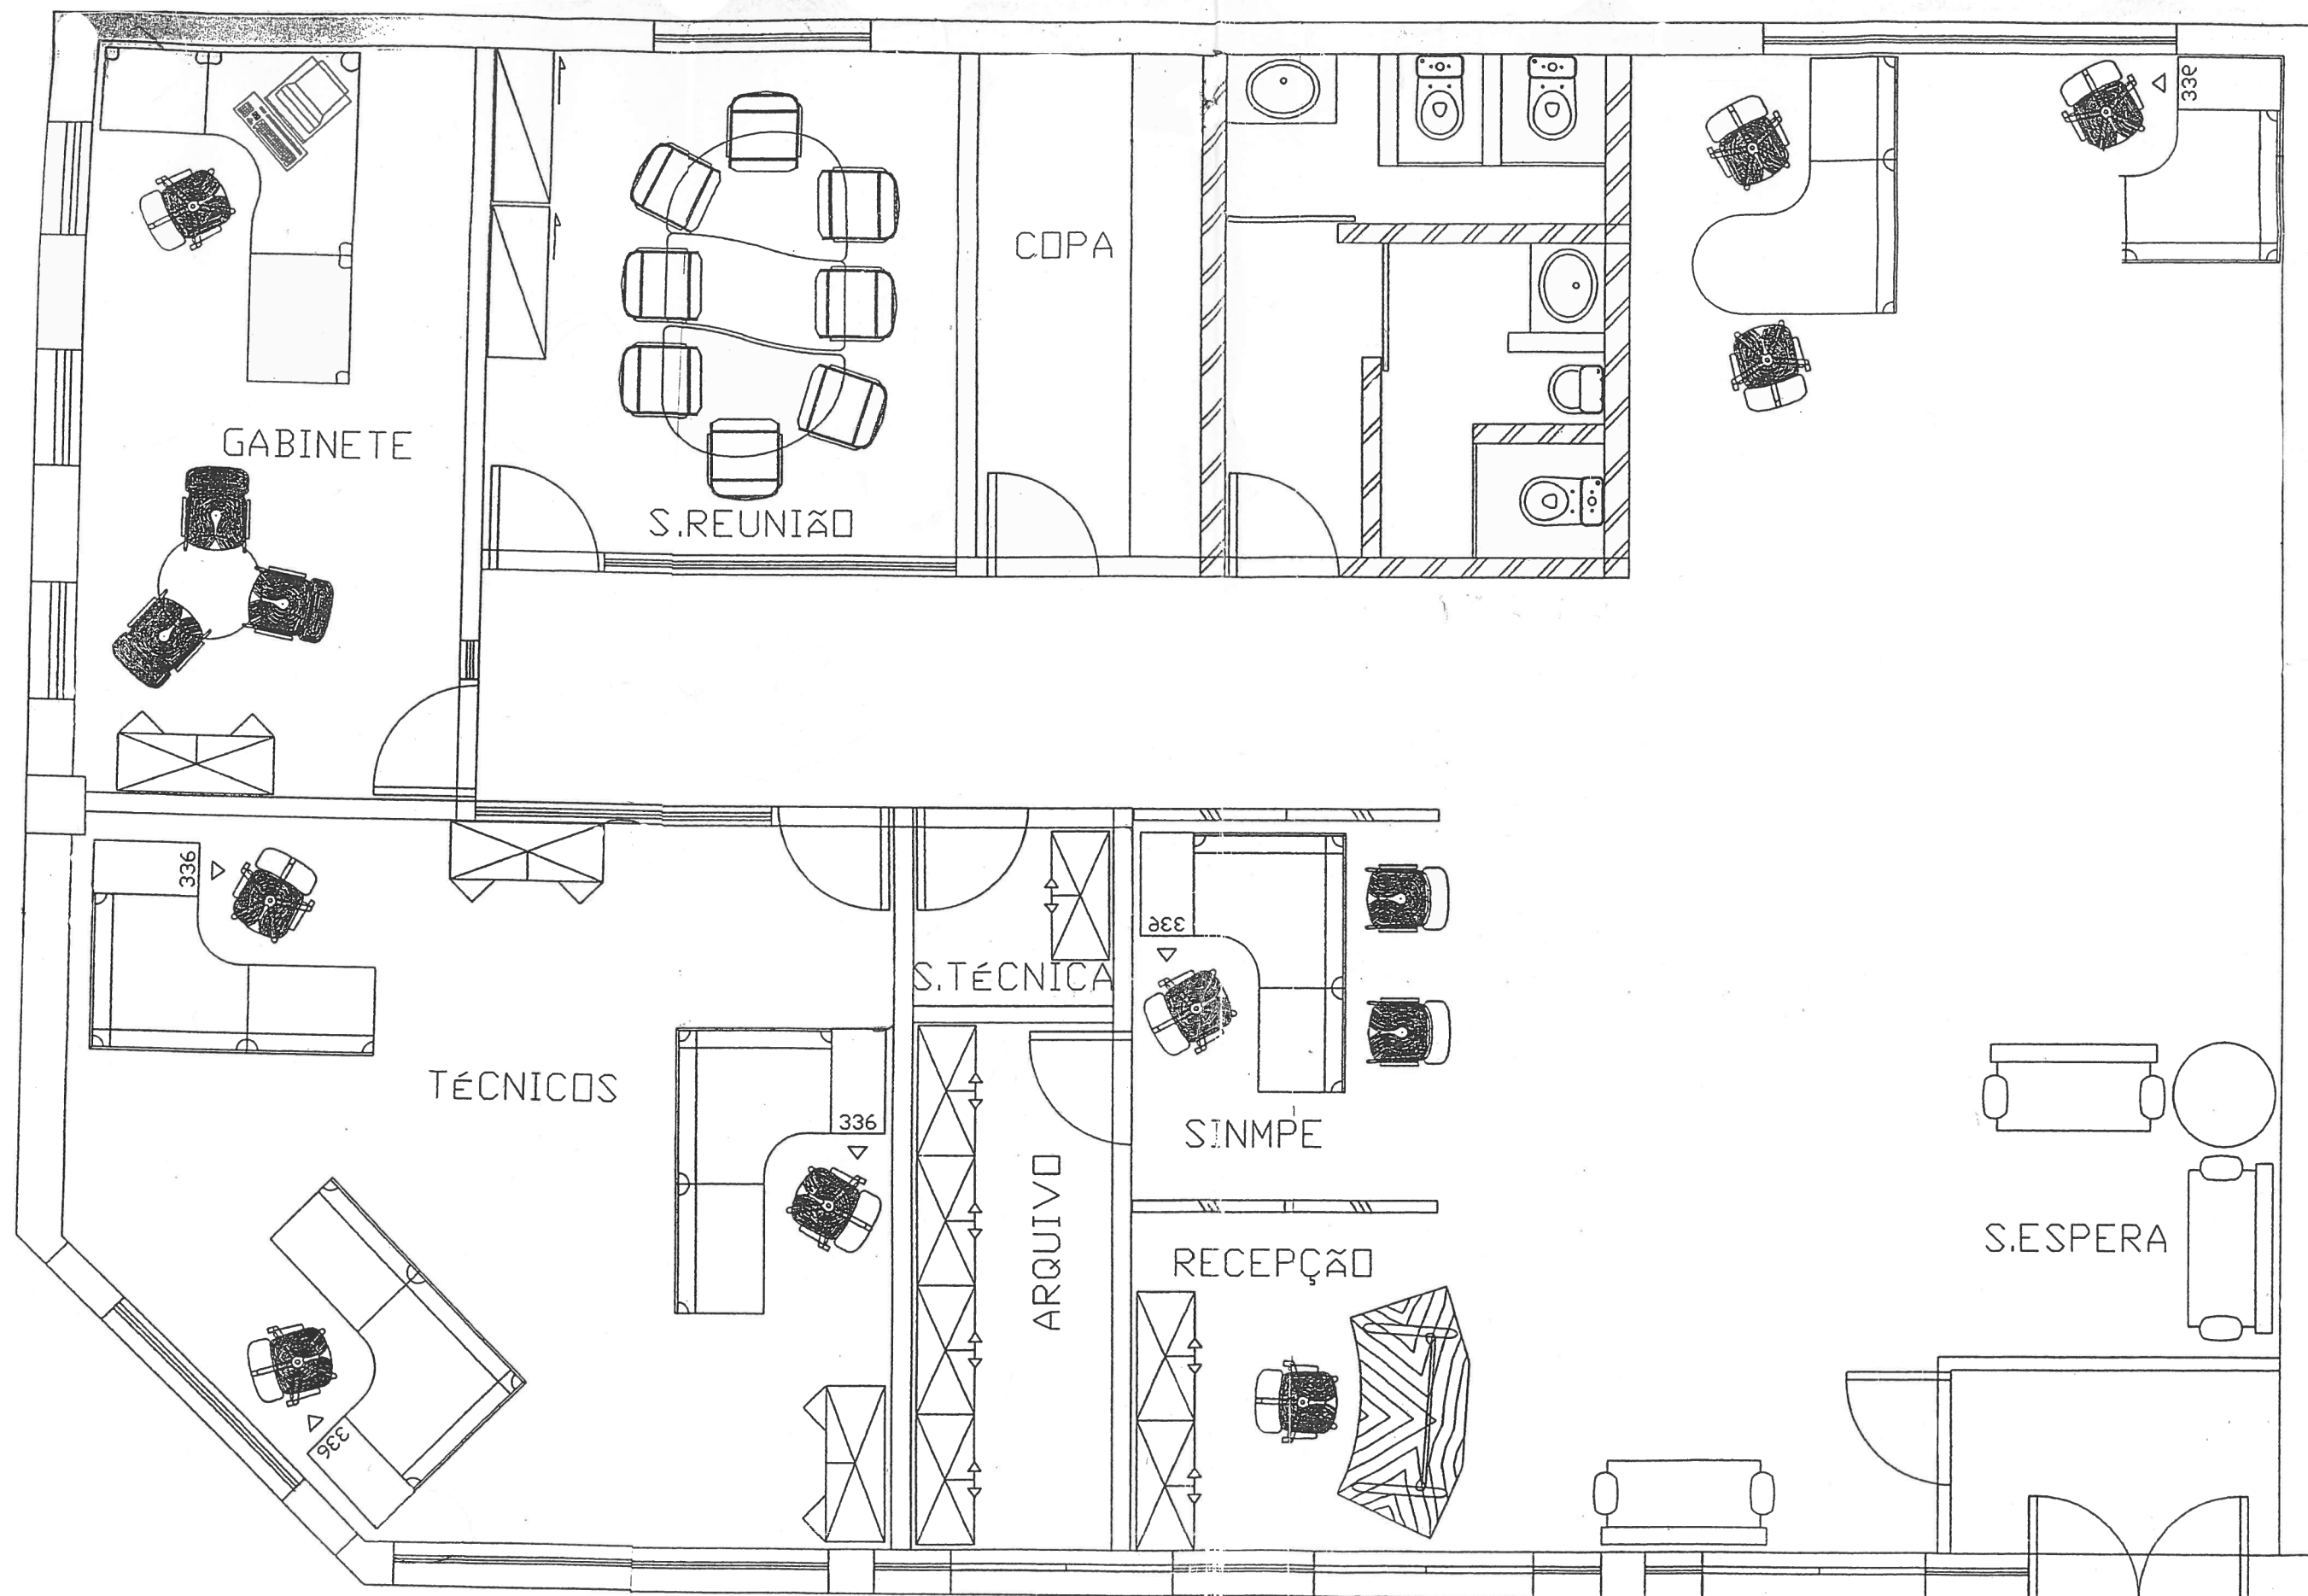 336
COPA
GABINETE
S.REUNIÃO
336
336
S.TÉCNICA
TÉCNICOS
336
SINMPE
ARQUIVO
S.ESPERA
RECEPÇÃO
336